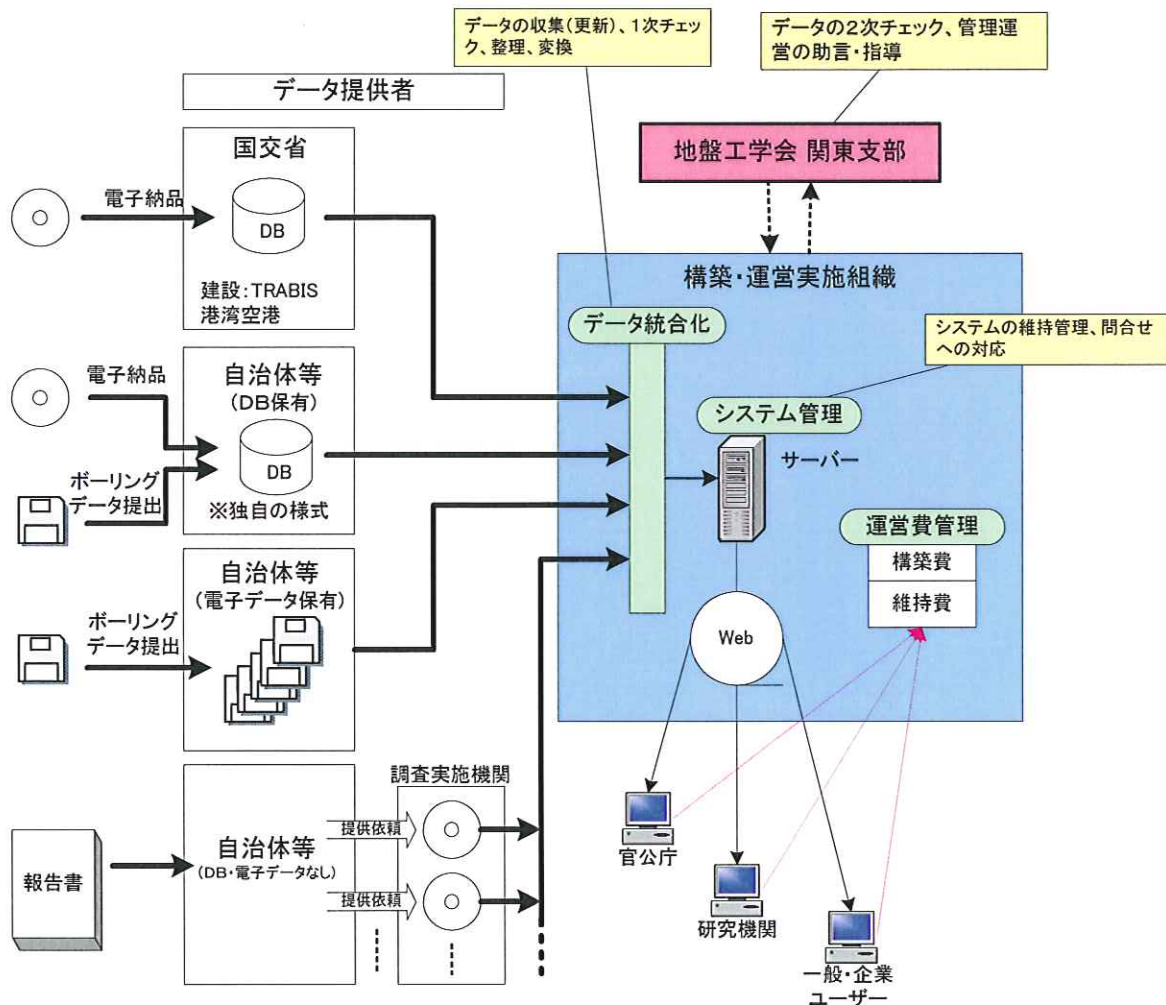 データの収集(更新)、1次チェッ
ク、整理、変換
データの2次チェック、管理運
営の助言・指導
データ提供者
地盤工学会 関東支部
国交省
電子納品
DB
建設:TRABIS
港湾空港
構築・運営実施組織
データ統合化
システムの維持管理、問合せ
への対応
電子納品
自治体等
(DB保有)
DB
※独自の様式
ボーリング
データ提出
システム管理
サーバー
運営費管理
構築費
維持費
自治体等
(電子データ保有)
ボーリング
データ提出
Web
調査実施機関
報告書
自治体等
(DB・電子データなし)
提供依頼
提供依頼
官公庁
研究機関
一般・企業
ユーザー